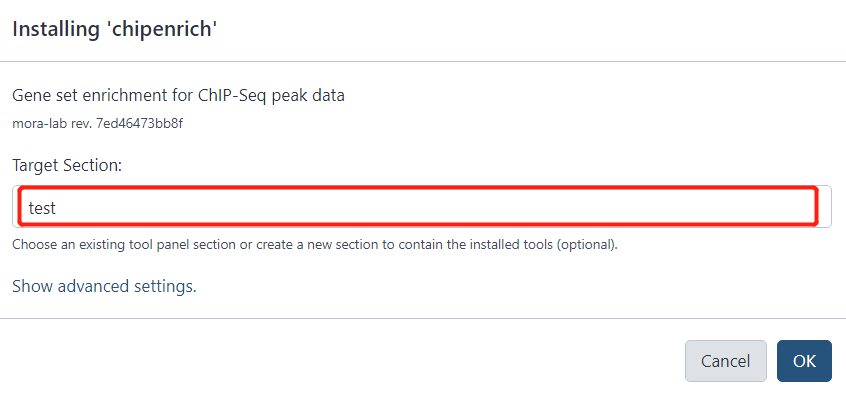 Installing 'chipenrich'
Gene set enrichment for ChIP-Seq peak data
mora-lab rev. 7ed46473bb8f
Target Section:
test
Choose an existing tool panel section or create a new section to contain the installed tools (optional).
Show advanced settings.
Cancel OK